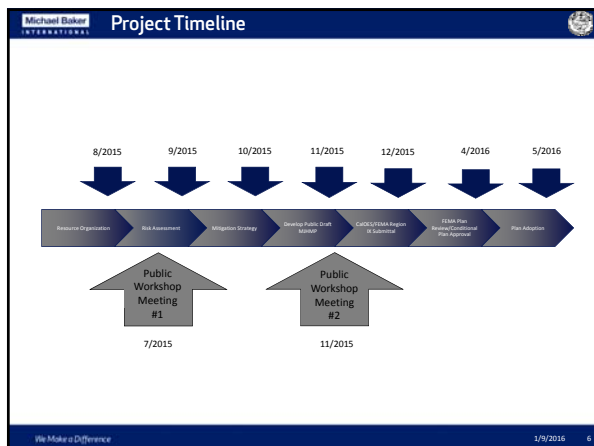 Michael Baker
INTERNATIONAL
Project Timeline
8/2015
9/2015
10/2015
11/2015
12/2015
4/2016
5/2016
Resource Organization
Risk Assessment
Mitigation Strategy
Develop Public Draft
MJHMP
CalOES/FEMA Region
IX Submittal
FEMA Plan
Review/Conditional
Plan Approval
Plan Adoption
Public
Workshop
Meeting
#1
7/2015
Public
Workshop
Meeting
#2
11/2015
We Make a Difference
1/9/2016
6